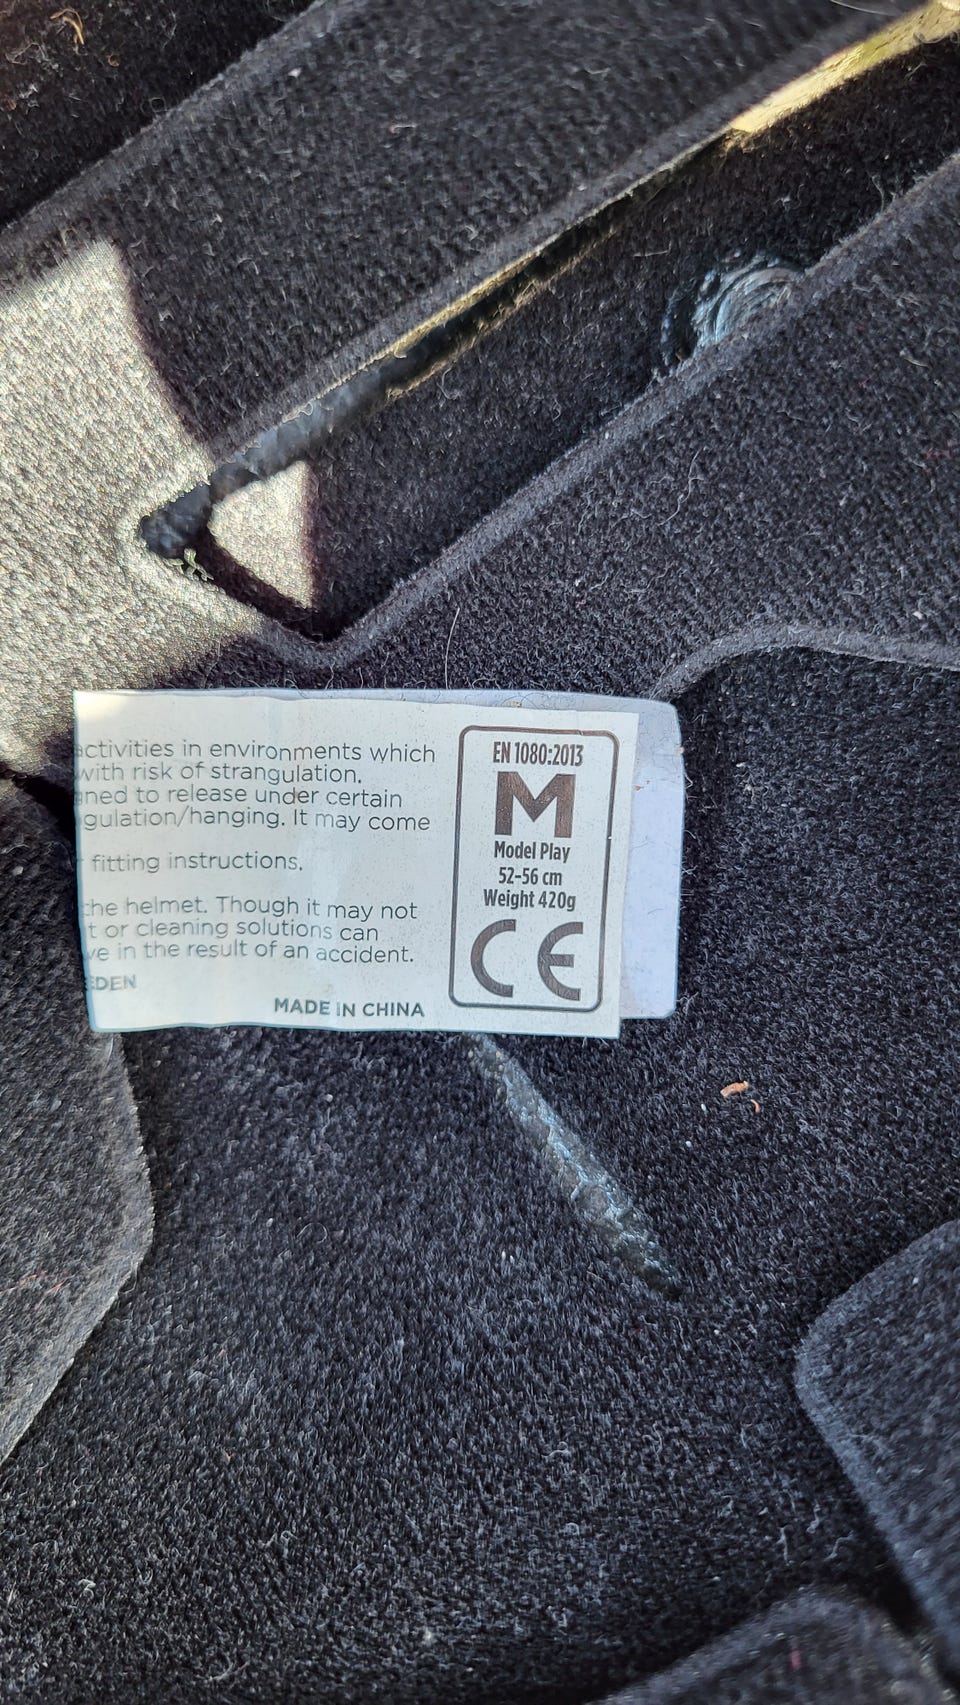 activities in environments which
with risk of strangulation.
gned to release under certain
gulation/hanging. It may come
fitting instructions.
the helmet. Though it may not
t or cleaning solutions can
ve in the result of an accident.
EDEN
MADE IN CHINA
EN 1080:2013
M
Model Play
52-56 cm
Weight 420g
CE